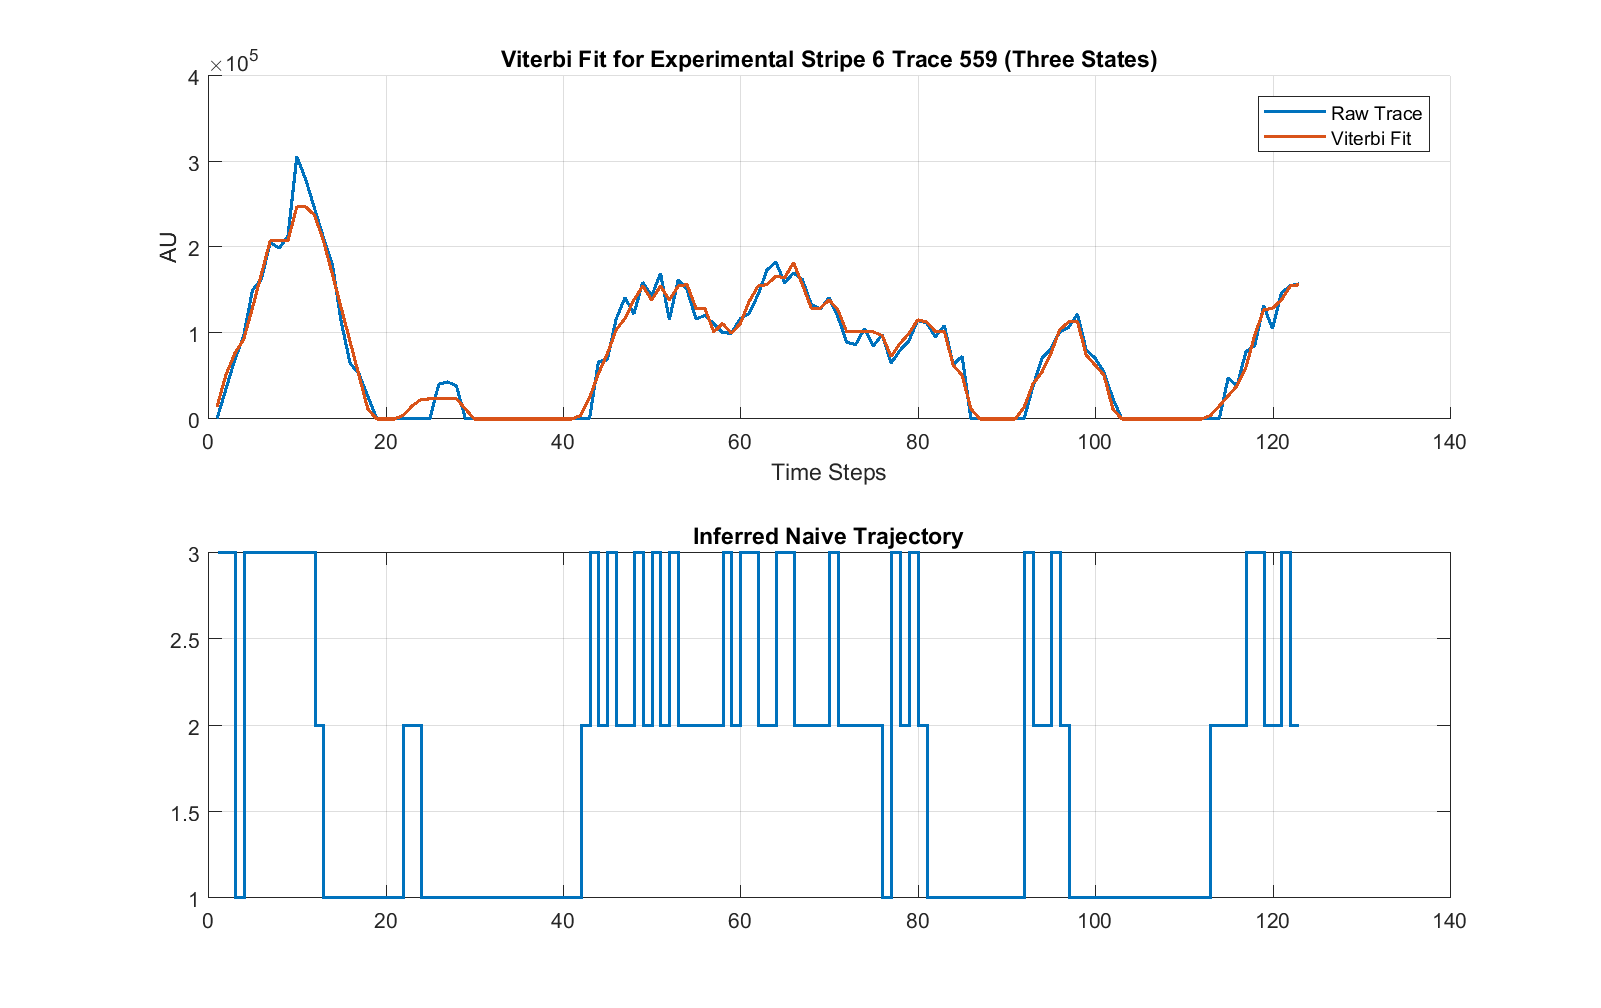 Viterbi Fit for Experimental Stripe 6 Trace 559 (Three States)
×10^5
4
3
2
1
0
AU
Raw Trace
Viterbi Fit
0 20 40 60 80 100 120 140
Time Steps
Inferred Naive Trajectory
3
2.5
2
1.5
1
0 20 40 60 80 100 120 140